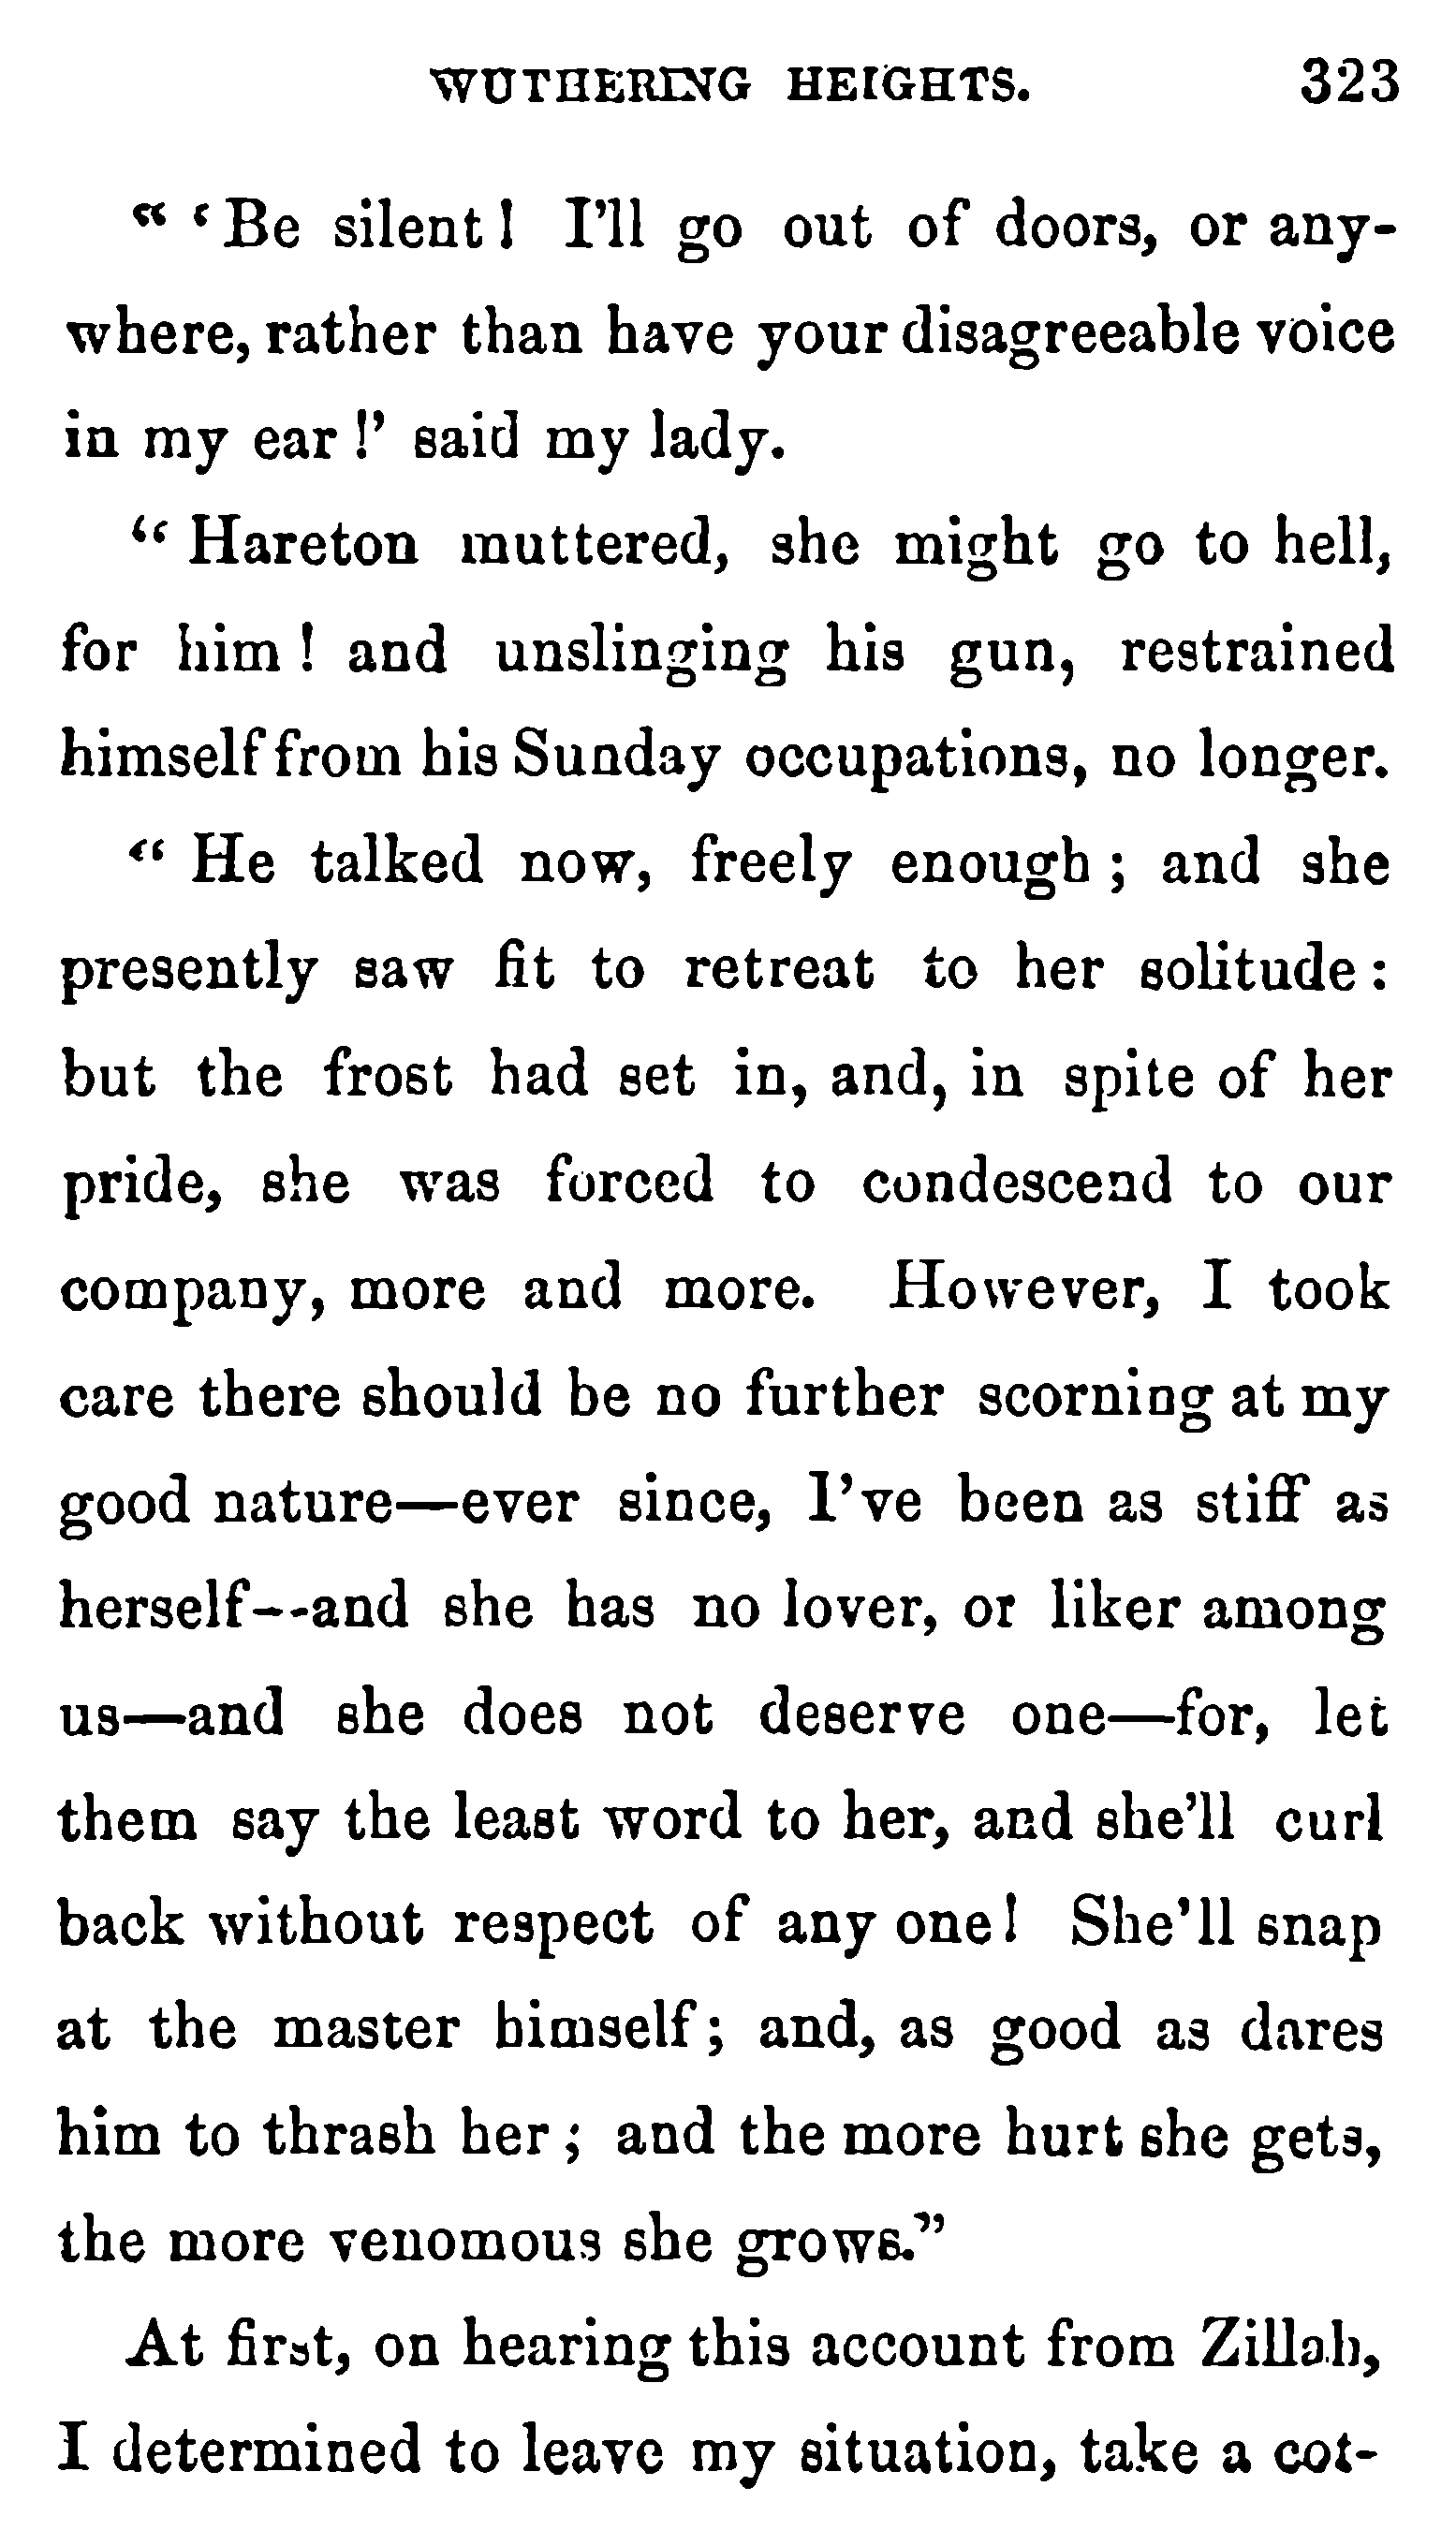 WUTHERING HEIGHTS. 323
“ ‘Be silent! I’ll go out of doors, or any-
where, rather than have your disagreeable voice
in my ear!’ said my lady.
“Hareton muttered, she might go to hell,
for him! and unslinging his gun, restrained
himself from his Sunday occupations, no longer.
“He talked now, freely enough; and she
presently saw fit to retreat to her solitude:
but the frost had set in, and, in spite of her
pride, she was forced to condescend to our
company, more and more. However, I took
care there should be no further scorning at my
good nature—ever since, I’ve been as stiff as
herself--and she has no lover, or liker among
us—and she does not deserve one—for, let
them say the least word to her, and she’ll curl
back without respect of any one! She’ll snap
at the master himself; and, as good as dares
him to thrash her; and the more hurt she gets,
the more venomous she grows.”
At first, on hearing this account from Zillah,
I determined to leave my situation, take a cot-